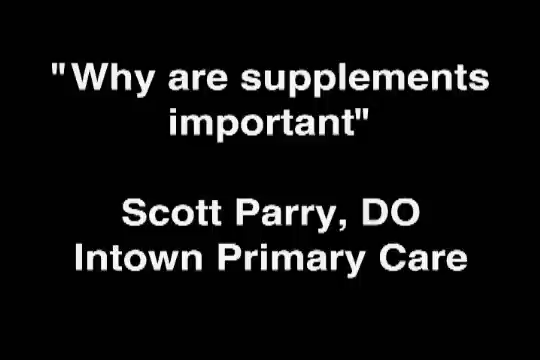 "Why are supplements
important"
Scott Parry, DO
Intown Primary Care